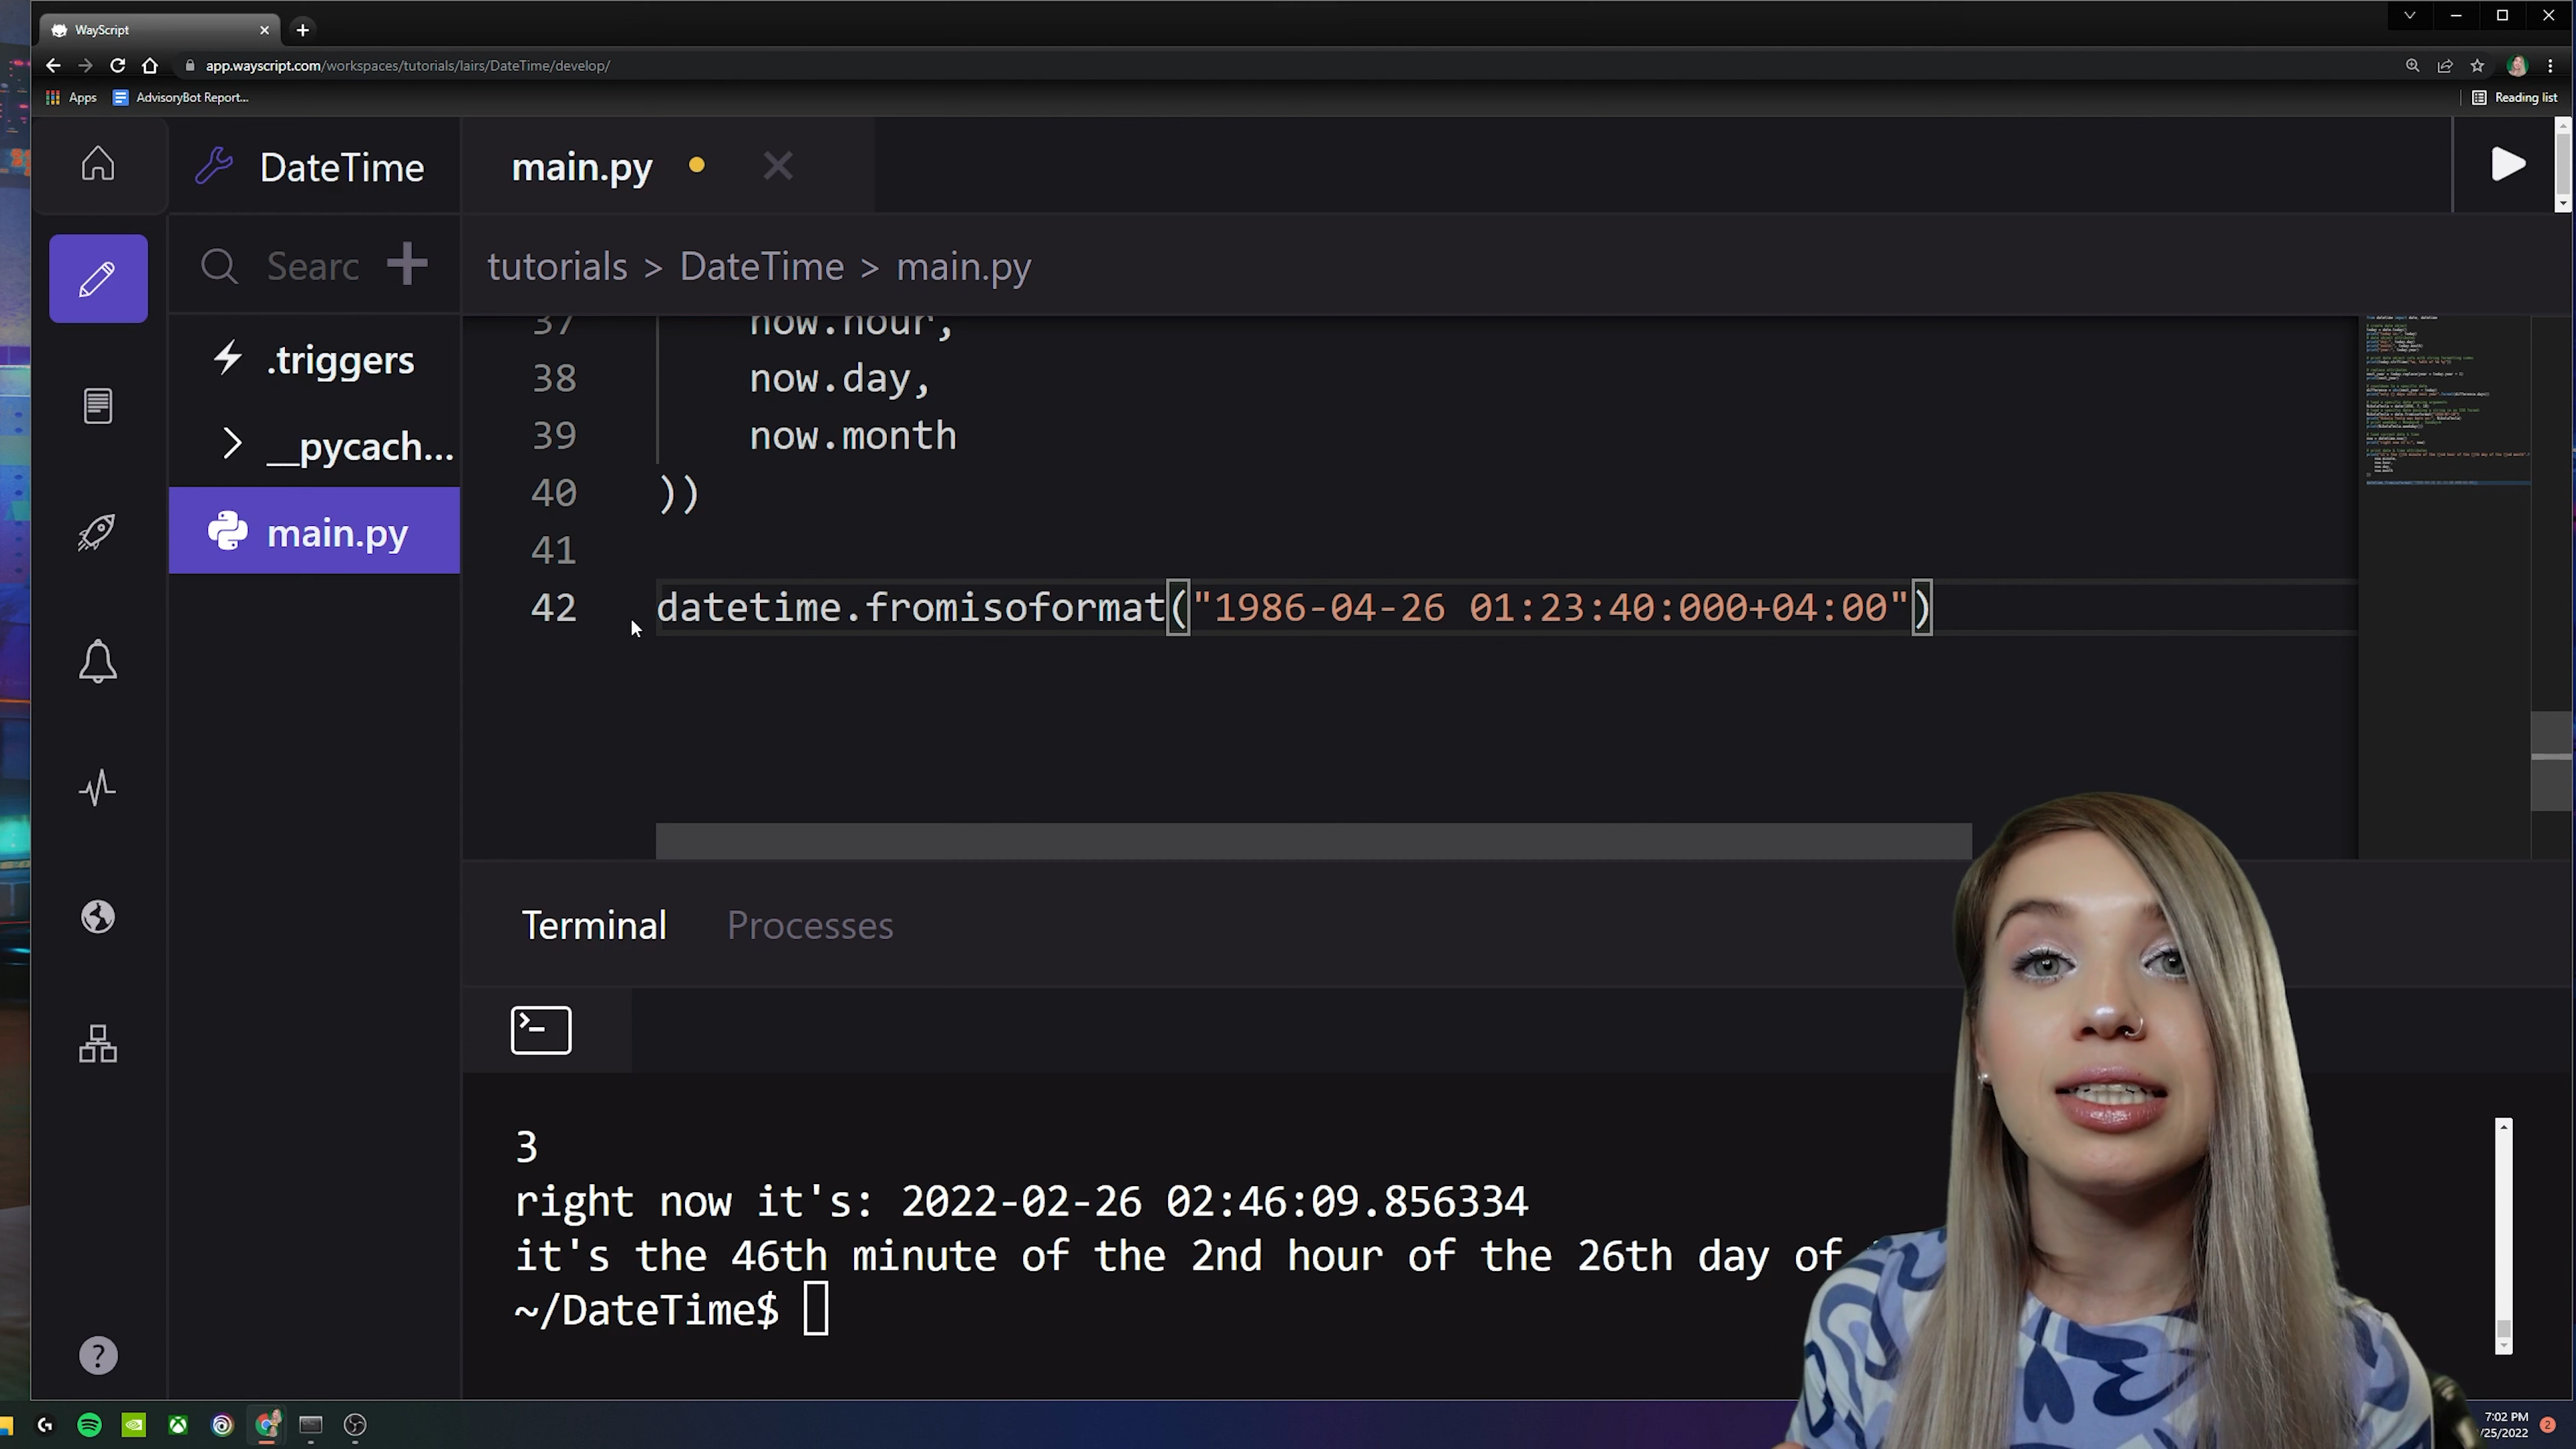 WayScript
app.wayscript.com/workspaces/tutorials/lairs/DateTime/develop/
Apps
AdvisoryBot Report...
Reading list
DateTime
main.py
Searc
tutorials > DateTime > main.py
.triggers
__pycach...
main.py
37 now.hour,
38 now.day,
39 now.month
40 ))
41
42 datetime.fromisoformat("1986-04-26 01:23:40:000+04:00")
Terminal
Processes
3
right now it's: 2022-02-26 02:46:09.856334
it's the 46th minute of the 2nd hour of the 26th day of
~/DateTime$
?
7:02 PM
/25/2022
2